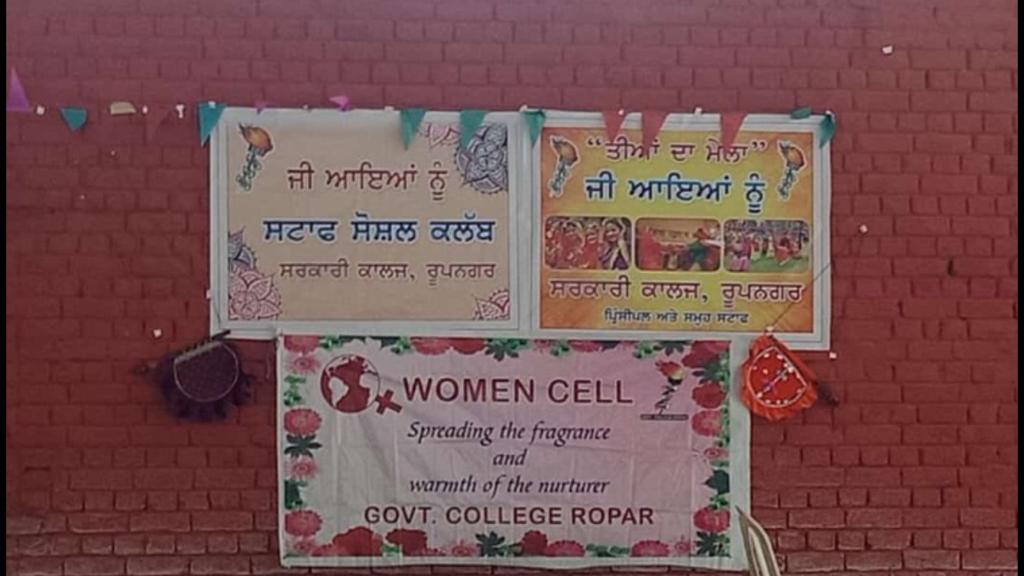 ਜੀ ਆਇਆਂ ਨੂੰ
ਸਟਾਫ ਸੋਸ਼ਲ ਕਲੱਬ
ਸਰਕਾਰੀ ਕਾਲਜ, ਰੂਪਨਗਰ
“ਤੀਆਂ ਦਾ ਮੇਲਾ”
ਜੀ ਆਇਆਂ ਨੂੰ
ਸਰਕਾਰੀ ਕਾਲਜ, ਰੂਪਨਗਰ
ਪ੍ਰਿੰਸੀਪਲ ਅਤੇ ਸਮੂਹ ਸਟਾਫ
WOMEN CELL
Spreading the fragrance
and
warmth of the nurturer
GOVT. COLLEGE ROPAR